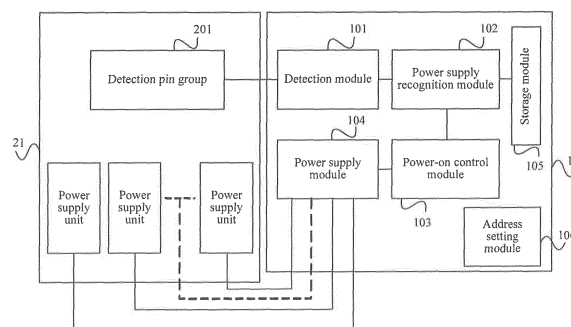 201
101
102
Detection pin group
Detection module
Power supply
recognition module
Storage module
104
21
Power supply
module
Power-on control
module
105
103
Power
supply
unit
Power
supply
unit
Power
supply
unit
Address
setting
module